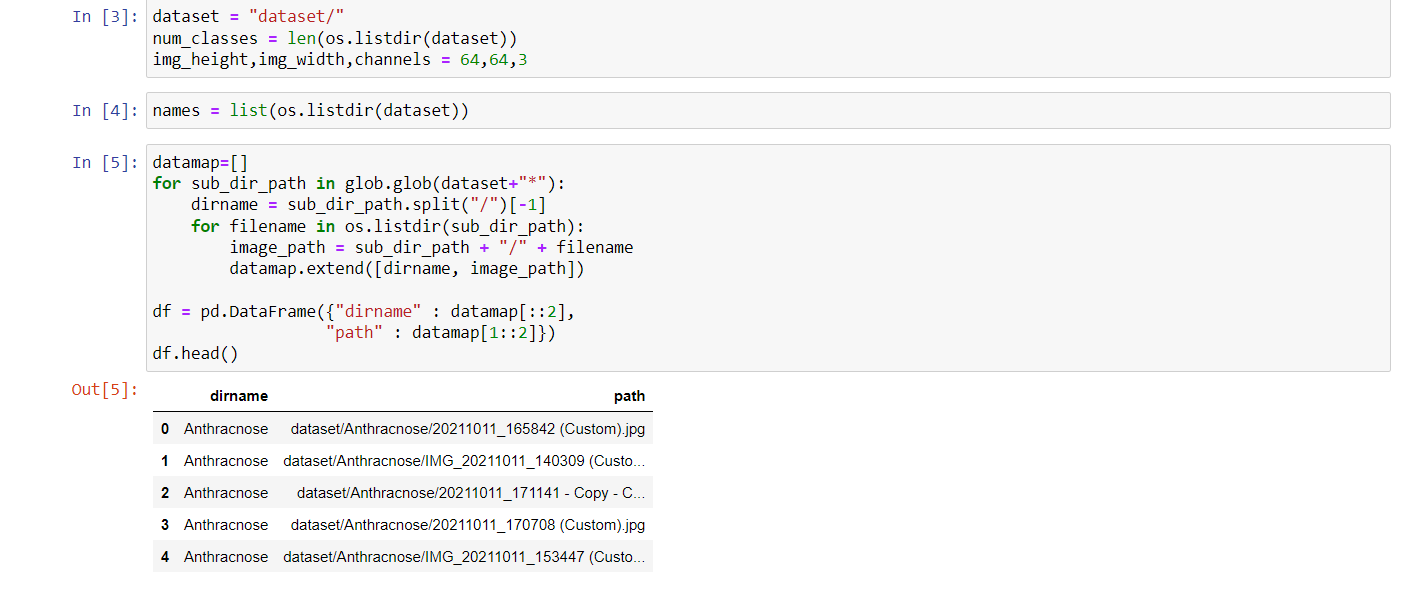 In [3]: dataset = "dataset/"
num_classes = len(os.listdir(dataset))
img_height,img_width,channels = 64,64,3
In [4]: names = list(os.listdir(dataset))
In [5]: datamap=[]
for sub_dir_path in glob.glob(dataset+"*"):
    dirname = sub_dir_path.split("/")[-1]
    for filename in os.listdir(sub_dir_path):
        image_path = sub_dir_path + "/" + filename
        datamap.extend([dirname, image_path])
df = pd.DataFrame({"dirname" : datamap[::2],
                  "path" : datamap[1::2]})
df.head()
Out[5]:
dirname path
0 Anthracnose dataset/Anthracnose/20211011_165842 (Custom).jpg
1 Anthracnose dataset/Anthracnose/IMG_20211011_140309 (Custo...
2 Anthracnose dataset/Anthracnose/20211011_171141 - Copy - C...
3 Anthracnose dataset/Anthracnose/20211011_170708 (Custom).jpg
4 Anthracnose dataset/Anthracnose/IMG_20211011_153447 (Custo...